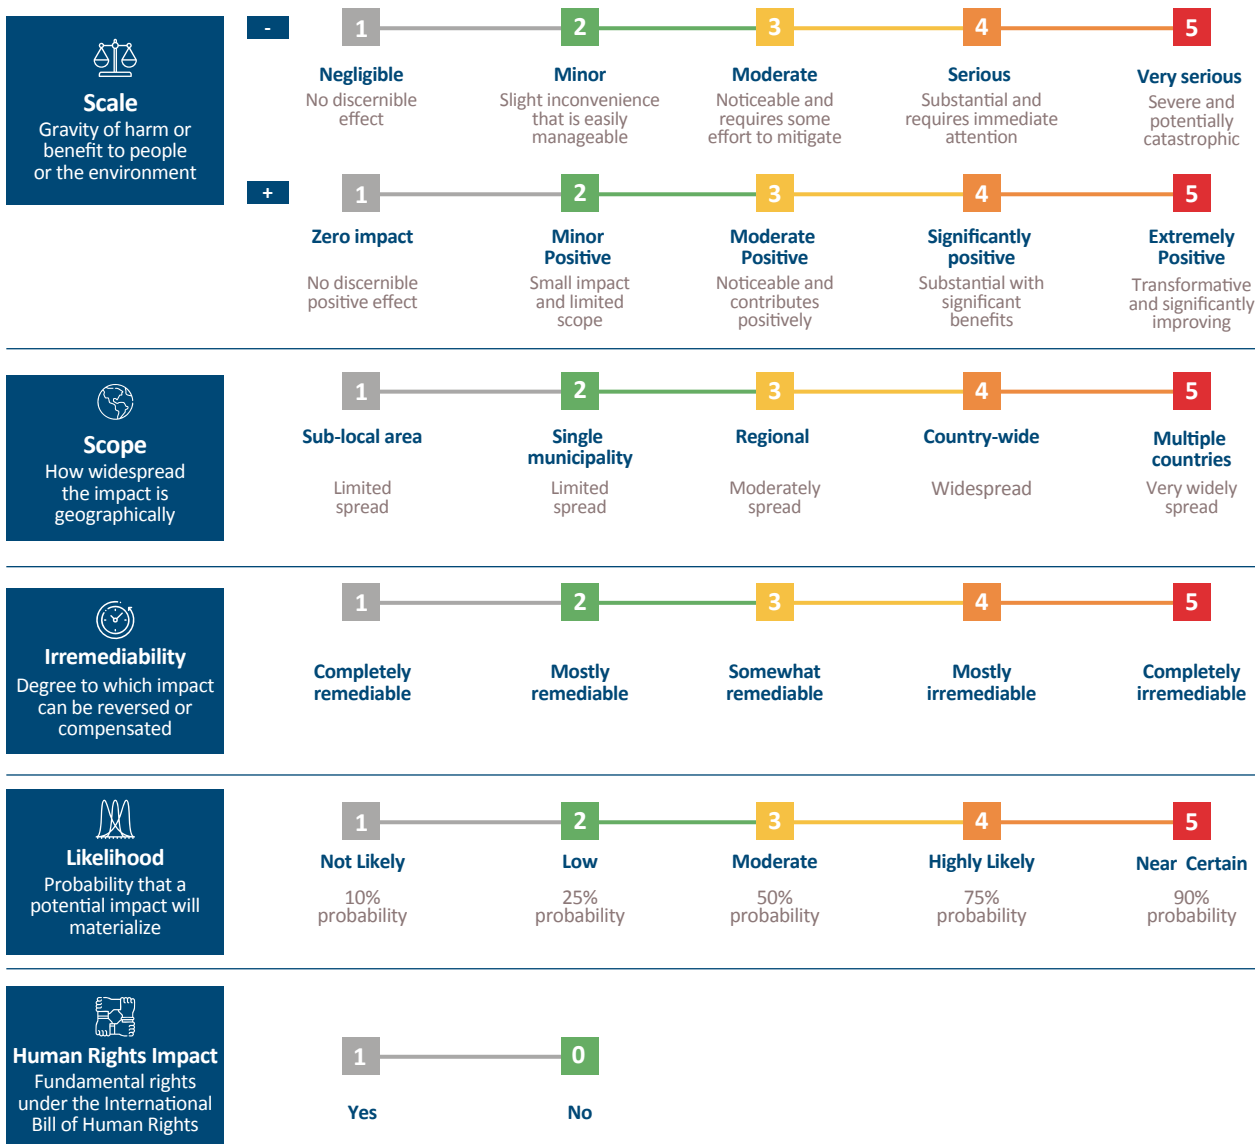 Scale
Gravity of harm or
benefit to people
or the environment
-
1
2
3
4
5
Negligible
No discernible
effect
Minor
Slight inconvenience
that is easily
manageable
Moderate
Noticeable and
requires some
effort to mitigate
Serious
Substantial and
requires immediate
attention
Very serious
Severe and
potentially
catastrophic
+
1
2
3
4
5
Zero impact
No discernible
positive effect
Minor
Positive
Small impact
and limited
scope
Moderate
Positive
Noticeable and
contributes
positively
Significantly
positive
Substantial with
significant
benefits
Extremely
Positive
Transformative
and significantly
improving
Scope
How widespread
the impact is
geographically
1
2
3
4
5
Sub-local area
Limited
spread
Single
municipality
Limited
spread
Regional
Moderately
spread
Country-wide
Widespread
Multiple
countries
Very widely
spread
Irremediability
Degree to which impact
can be reversed or
compensated
1
2
3
4
5
Completely
remediable
Mostly
remediable
Somewhat
remediable
Mostly
irremediable
Completely
irremediable
Likelihood
Probability that a
potential impact will
materialize
1
2
3
4
5
Not Likely
10%
probability
Low
25%
probability
Moderate
50%
probability
Highly Likely
75%
probability
Near Certain
90%
probability
Human Rights Impact
Fundamental rights
under the International
Bill of Human Rights
1
0
Yes
No